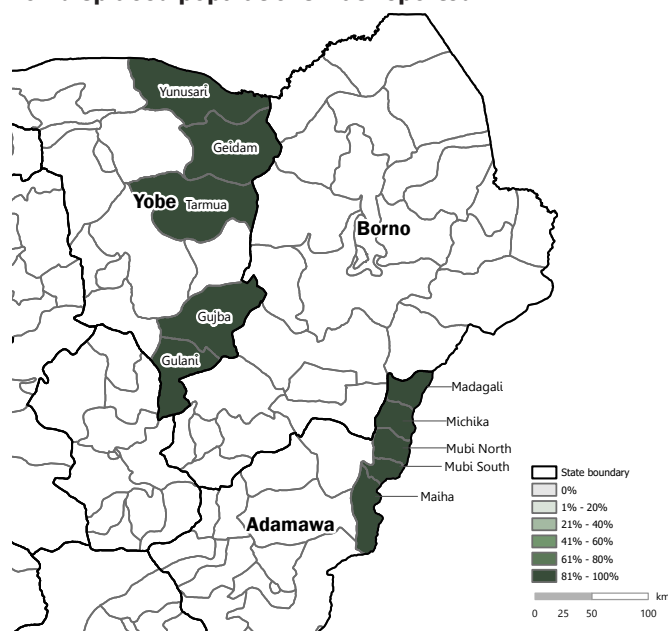 Yunusari
Geidam
Yobe
Tarmua
Borno
Gujba
Gulani
Madagali
Michika
Mubi North
Mubi South
Maiha
Adamawa
State boundary
0%
1% - 20%
21% - 40%
41% - 60%
61% - 80%
81% - 100%
km
0 25 50 100